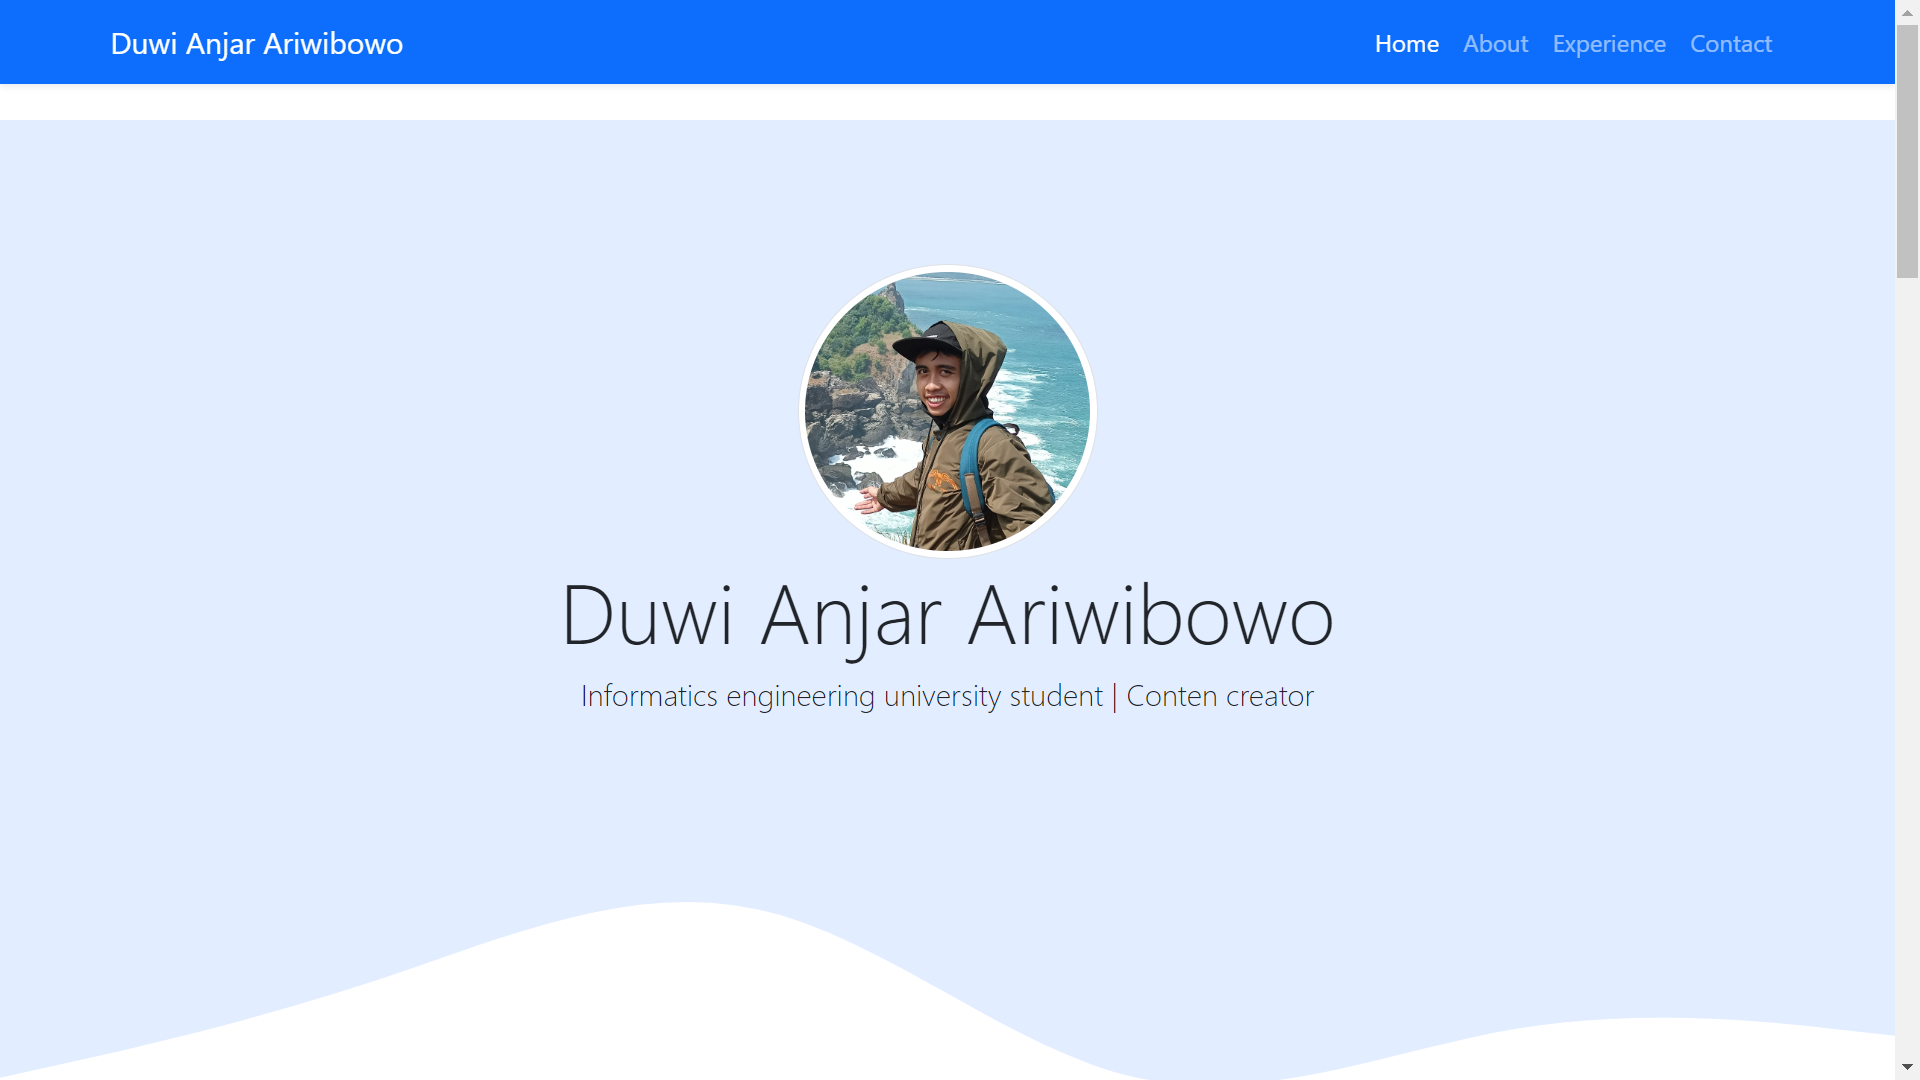 Duwi Anjar Ariwibowo
Home About Experience Contact
Duwi Anjar Ariwibowo
Informatics engineering university student | Conten creator